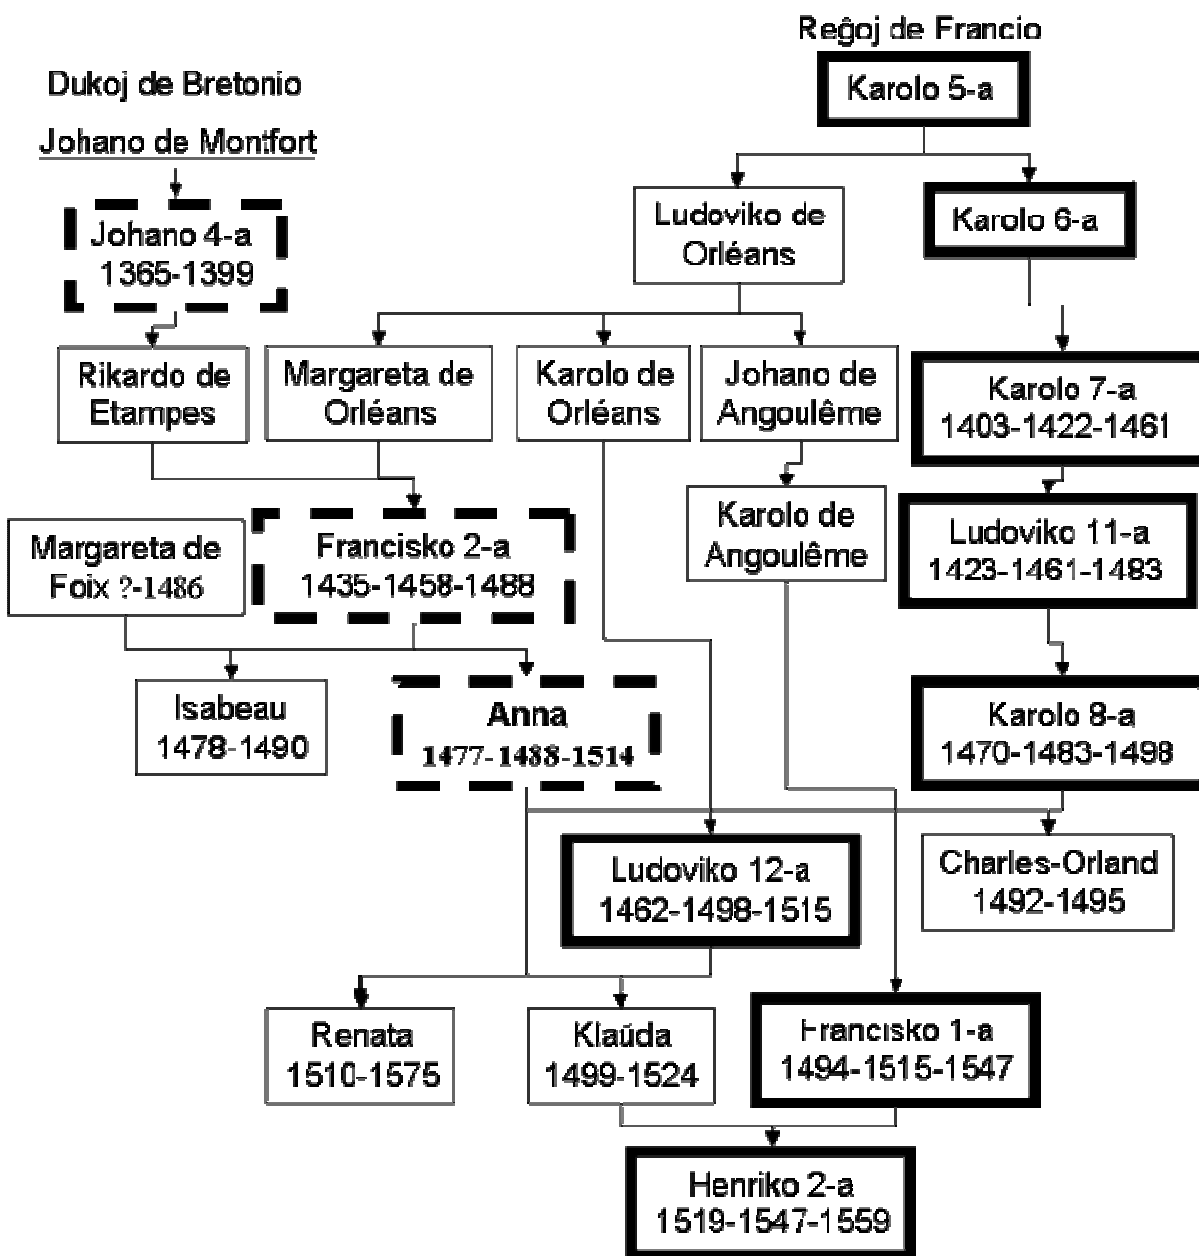 Reĝoj de Francio
Karolo 5-a
Dukoj de Bretonio
Johano de Montfort
Ludoviko de
Orléans
Karolo 6-a
Johano 4-a
1365-1399
Rikardo de
Etampes
Margareta de
Orléans
Karolo de
Orléans
Johano de
Angoulême
Karolo 7-a
1403-1422-1461
Margareta de
Foix ?-1486
Francisko 2-a
1435-1458-1488
Karolo de
Angoulême
Ludoviko 11-a
1423-1461-1483
Isabeau
1478-1490
Anna
1477-1488-1514
Karolo 8-a
1470-1483-1498
Ludoviko 12-a
1462-1498-1515
Charles-Orland
1492-1495
Renata
1510-1575
Klaúda
1499-1524
Francisko 1-a
1494-1515-1547
Henriko 2-a
1519-1547-1559